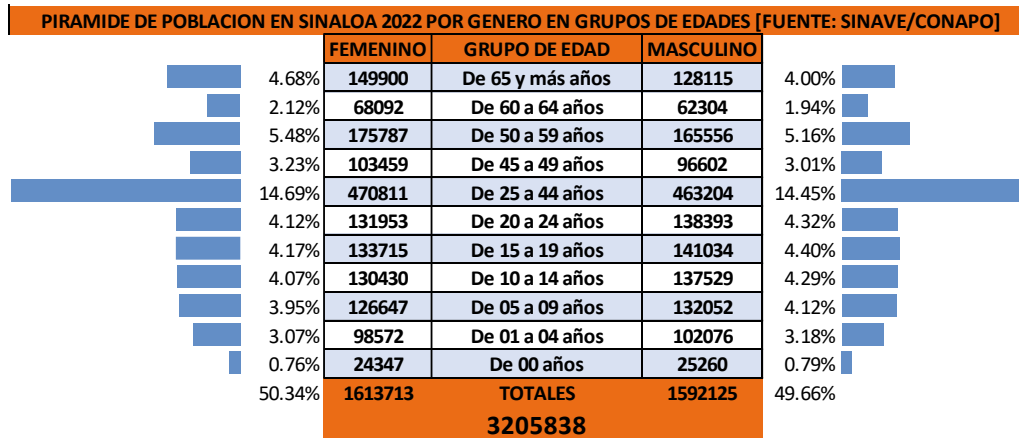 PIRAMIDE DE POBLACION EN SINALOA 2022 POR GENERO EN GRUPOS DE EDADES [FUENTE: SINAVE/CONAPO]
FEMENINO GRUPO DE EDAD MASCULINO
4.68% 149900 De 65 y más años 128115 4.00%
2.12% 68092 De 60 a 64 años 62304 1.94%
5.48% 175787 De 50 a 59 años 165556 5.16%
3.23% 103459 De 45 a 49 años 96602 3.01%
14.69% 470811 De 25 a 44 años 463204 14.45%
4.12% 131953 De 20 a 24 años 138393 4.32%
4.17% 133715 De 15 a 19 años 141034 4.40%
4.07% 130430 De 10 a 14 años 137529 4.29%
3.95% 126647 De 05 a 09 años 132052 4.12%
3.07% 98572 De 01 a 04 años 102076 3.18%
0.76% 24347 De 00 años 25260 0.79%
50.34% 1613713 TOTALES 1592125 49.66%
3205838